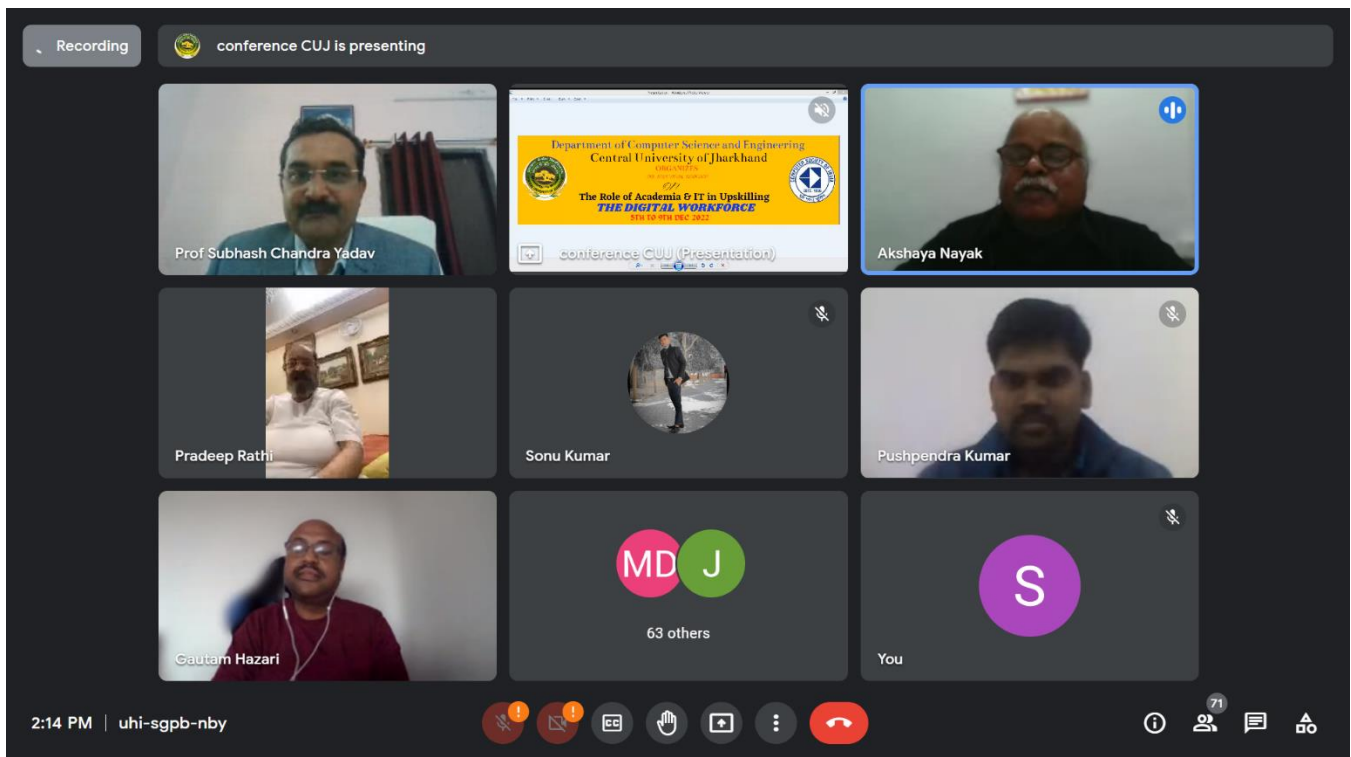 Recording
conference CUJ is presenting
Department of Computer Science and Engineering
Central University of Jharkhand
ORGANIZES
ON
The Role of Academia & IT in Upskilling
THE DIGITAL WORKFORCE
5TH TO 9TH DEC 2022
conference CUJ (Presentation)
Prof Subhash Chandra Yadav
Akshaya Nayak
Pradeep Rathi
Sonu Kumar
Pushpendra Kumar
Gautam Hazari
MD
J
63 others
S
You
2:14 PM | uhi-sgpb-nby
CC
71